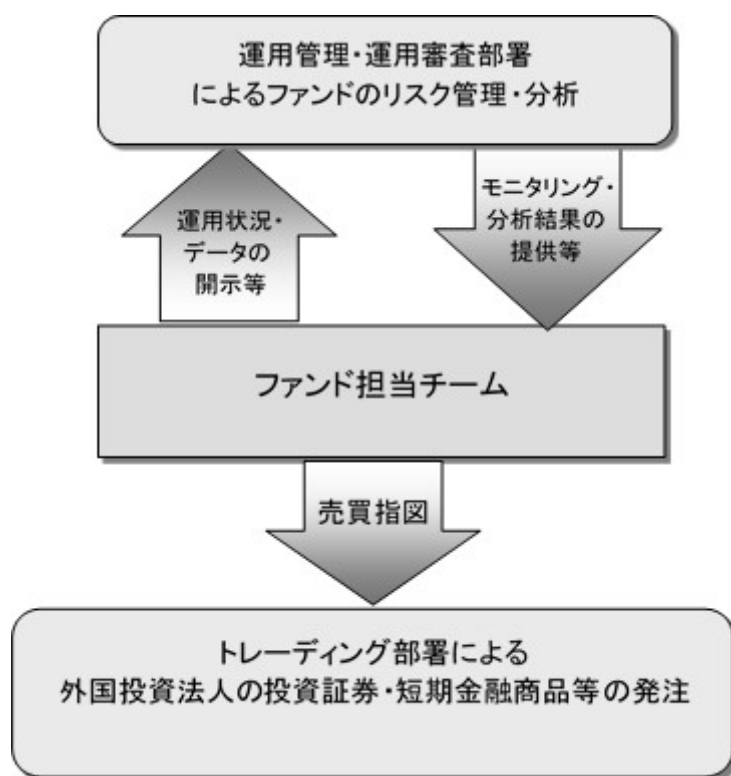 運用管理・運用審査部署
によるファンドのリスク管理・分析
運用状況・
データの
開示等
モニタリング・
分析結果の
提供等
ファンド担当チーム
売買指図
トレーディング部署による
外国投資法人の投資証券・短期金融商品等の発注